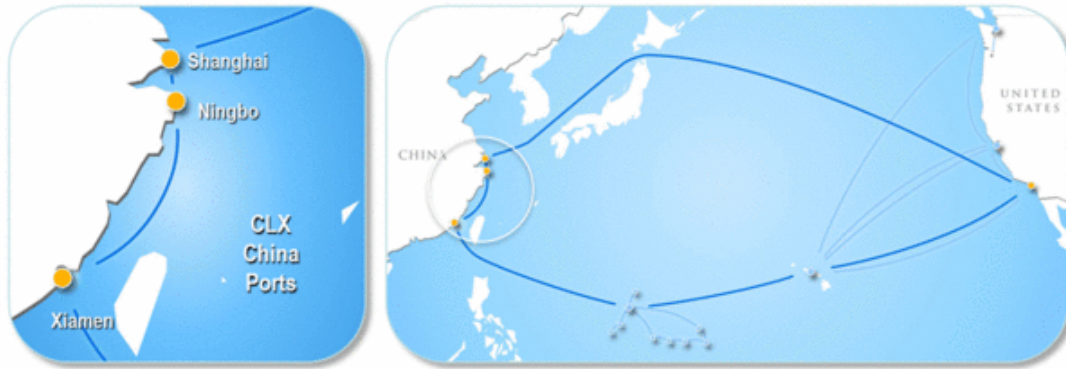 Shanghai
Ningbo
CLX
China
Ports
Xiamen
CHINA
UNITED
STATES